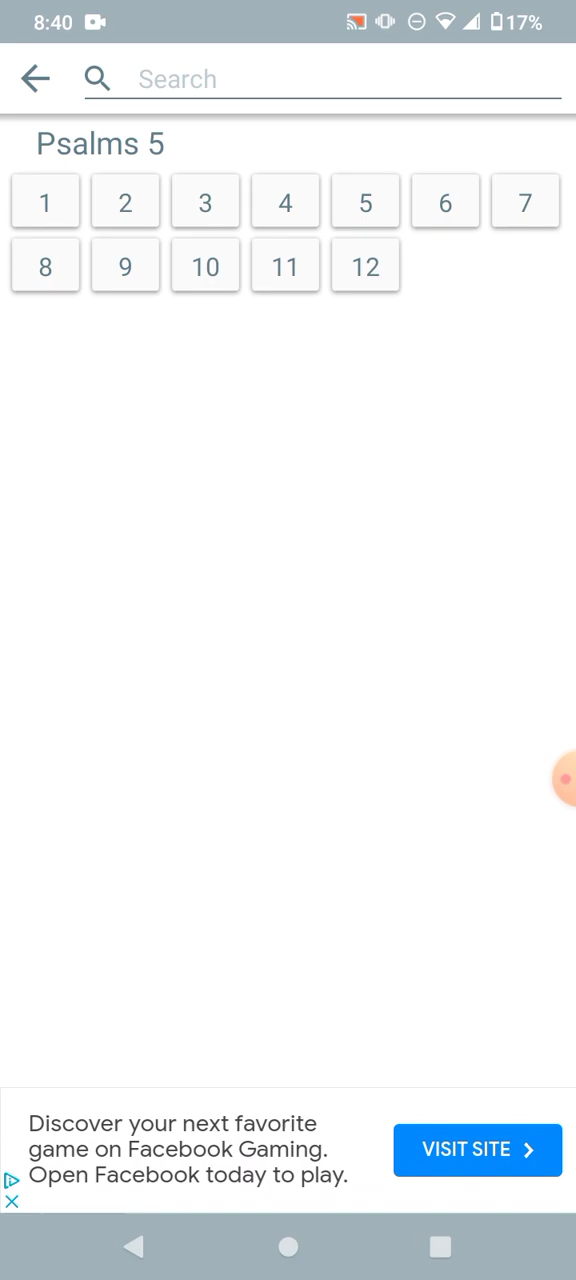 8:40 17%
Search
Psalms 5
1 2 3 4 5 6 7
8 9 10 11 12
Discover your next favorite
game on Facebook Gaming.
Open Facebook today to play.
VISIT SITE